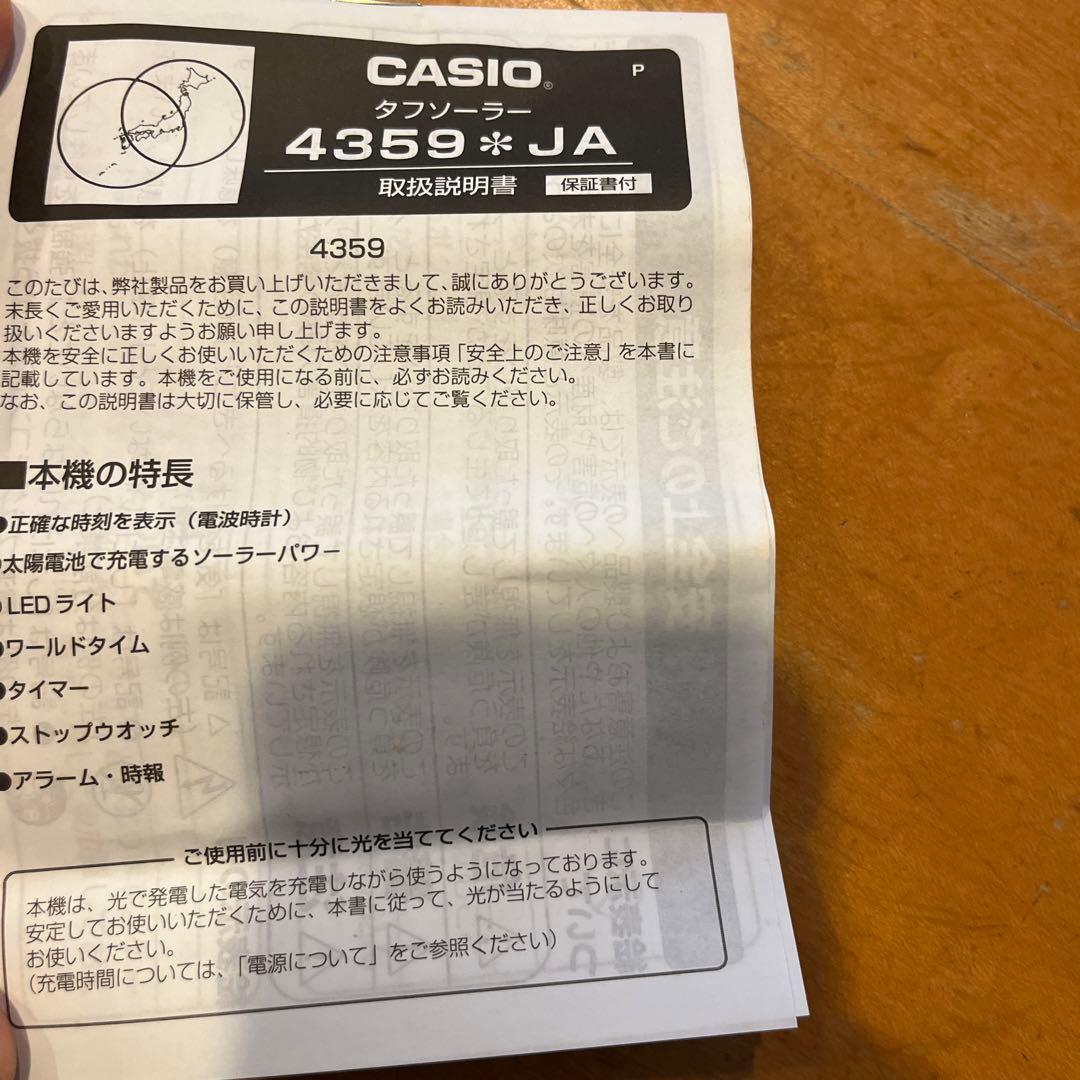 CASIO®
P
タフソーラー
4359＊JA
取扱説明書 保証書付
4359
このたびは、弊社製品をお買い上げいただきまして、誠にありがとうございます。
末長くご愛用いただくために、この説明書をよくお読みいただき、正しくお取り
扱いくださいますようお願い申し上げます。
本機を安全に正しくお使いいただくための注意事項「安全上のご注意」を本書に
記載しています。本機をご使用になる前に、必ずお読みください。
なお、この説明書は大切に保管し、必要に応じてご覧ください。
■本機の特長
●正確な時刻を表示（電波時計）
●太陽電池で充電するソーラーパワー
●LEDライト
●ワールドタイム
●タイマー
●ストップウオッチ
●アラーム・時報
ご使用前に十分に光を当ててください
本機は、光で発電した電気を充電しながら使うようになっております。
安定してお使いいただくために、本書に従って、光が当たるようにして
お使いください。
（充電時間については、「電源について」をご参照ください）